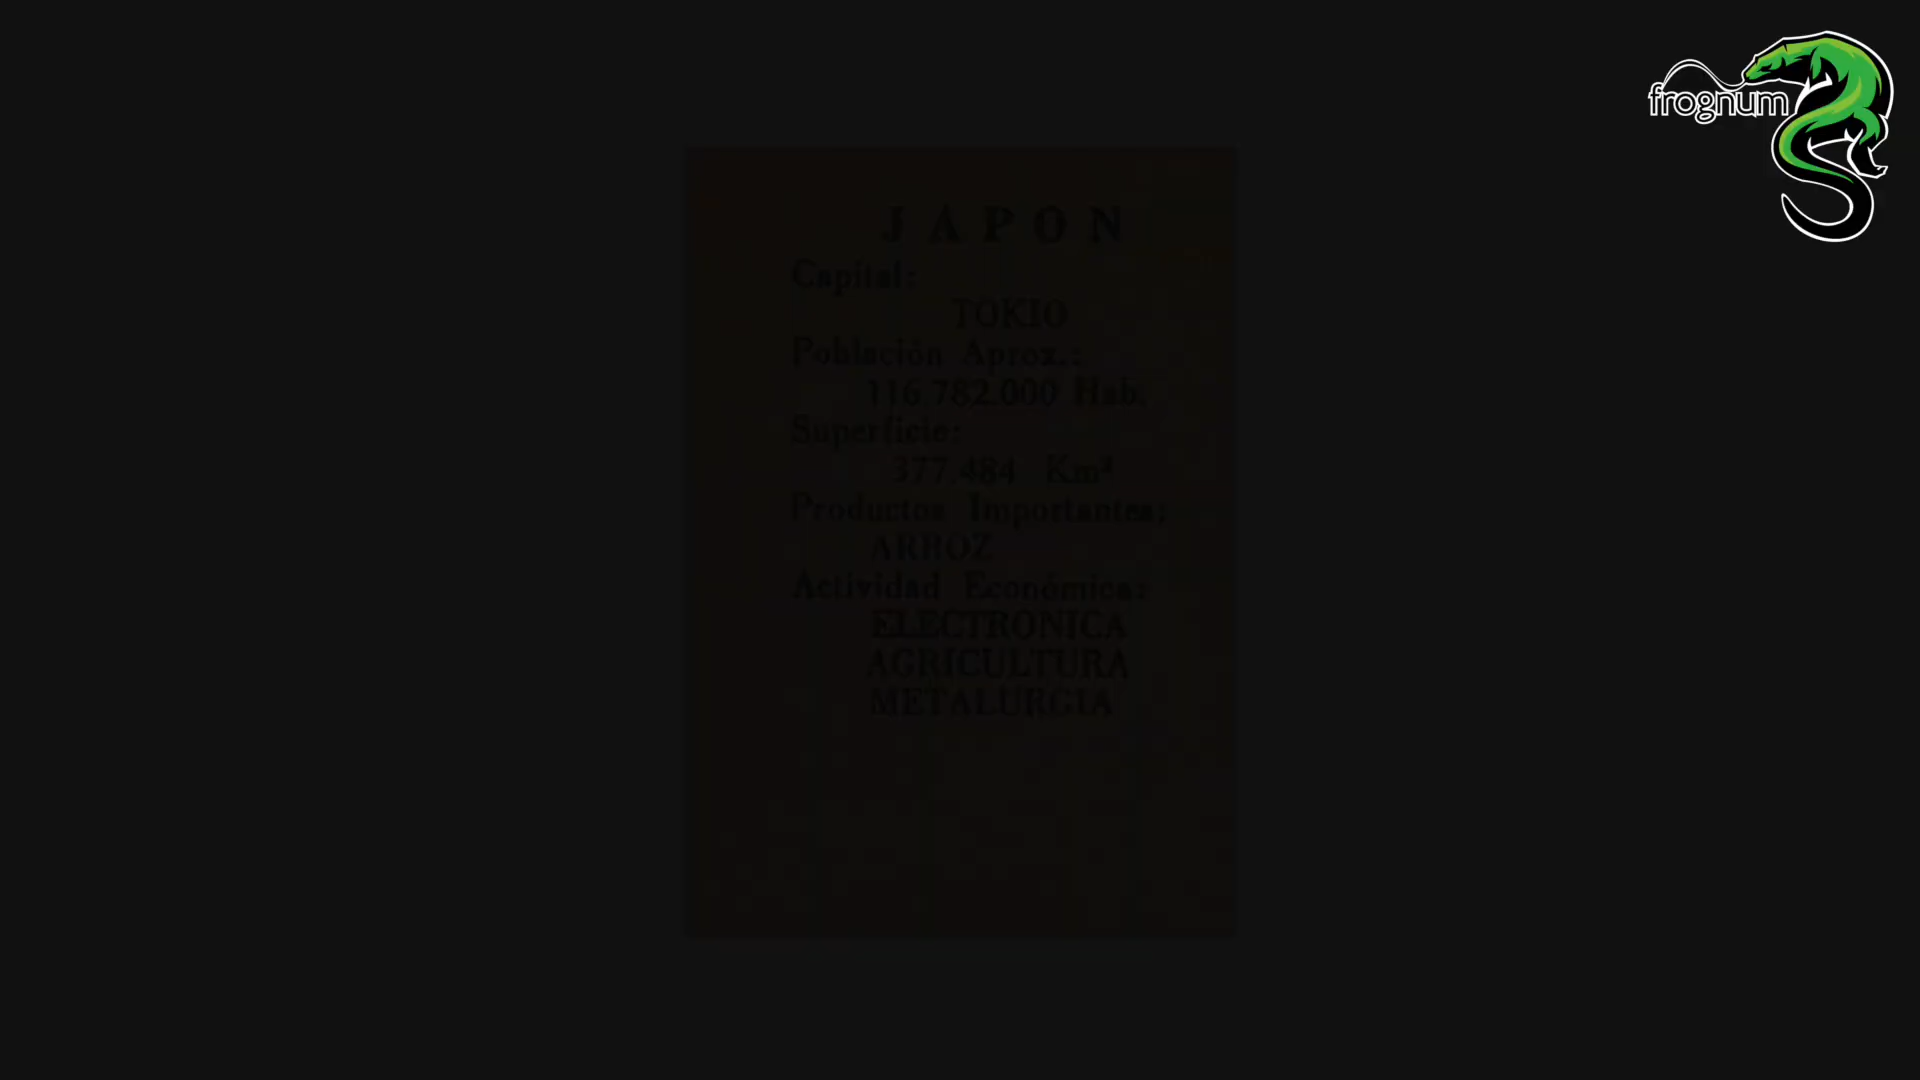 frognum
J A P O N
Capital:
TOKIO
Población Aprox.:
116.782.000 Hab.
Superficie:
377.484 Km²
Productos Importantes:
ARROZ
Actividad Económica:
ELECTRONICA
AGRICULTURA
METALURGIA